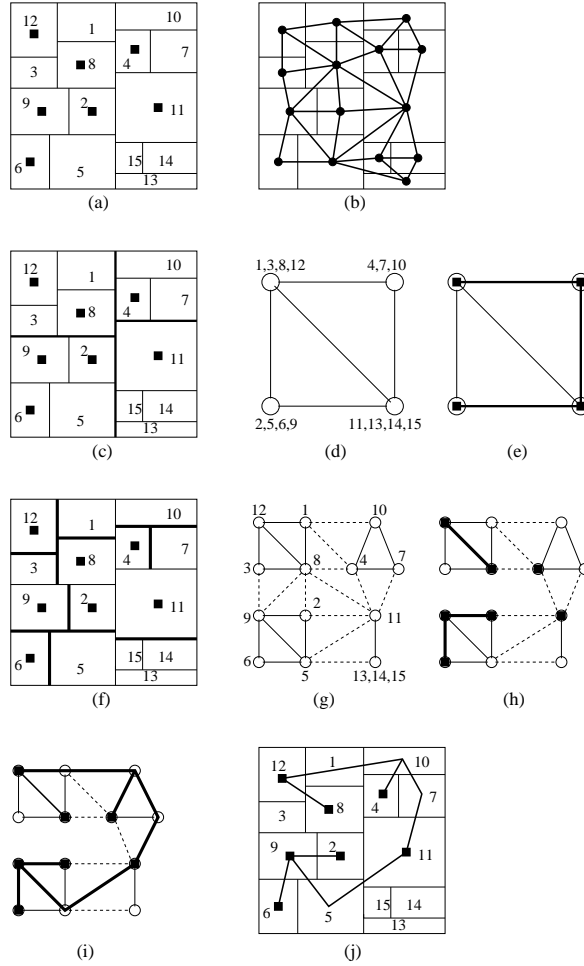 10
12
1
8
4
7
3
9
2
11
6
5
15 14
13
(a)
(b)
10
12
1
8
4
7
3
9
2
11
6
5
15 14
13
(c)
1,3,8,12
4,7,10
2,5,6,9
11,13,14,15
(d)
(e)
10
12
1
8
4
7
3
9
2
11
6
5
15 14
13
(f)
12 1 10
3 8 4 7
9 2 11
6 5 13,14,15
(g)
(h)
(i)
12 1 10
3 8 4 7
9 2 11
6 5 15 14
13
(j)